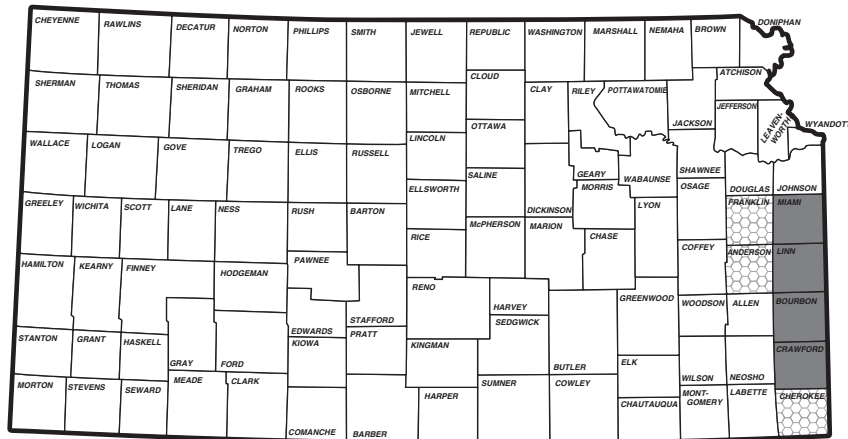 CHEYENNE
RAWLINS
DECATUR
NORTON
PHILLIPS
SMITH
JEWELL
REPUBLIC
WASHINGTON
MARSHALL
NEMAHA
BROWN
DONIPHAN
SHERMAN
THOMAS
SHERIDAN
GRAHAM
ROOKS
OSBORNE
MITCHELL
CLOUD
CLAY
RILEY
POTTAWATOMIE
JACKSON
ATCHISON
JEFFERSON
LEAVEN-
WORTH
WYANDOTT
WALLACE
LOGAN
GOVE
TREGO
ELLIS
RUSSELL
LINCOLN
OTTAWA
SALINE
ELLSWORTH
DICKINSON
GEARY
MORRIS
WABAUNSE
SHAWNEE
OSAGE
DOUGLAS
JOHNSON
GREELEY
WICHITA
SCOTT
LANE
NESS
RUSH
BARTON
RICE
McPHERSON
MARION
CHASE
LYON
COFFEY
FRANKLIN
MIAMI
ANDERSON
LINN
HAMILTON
KEARNY
FINNEY
HODGEMAN
PAWNEE
STAFFORD
RENO
HARVEY
SEDGWICK
GREENWOOD
WOODSON
ALLEN
BOURBON
STANTON
GRANT
HASKELL
GRAY
FORD
EDWARDS
KIOWA
PRATT
KINGMAN
BUTLER
ELK
WILSON
NEOSHO
CRAWFORD
MORTON
STEVENS
SEWARD
MEADE
CLARK
COMANCHE
BARBER
HARPER
SUMNER
COWLEY
CHAUTAUQUA
MONT-
GOMERY
LABETTE
CHEROKEE